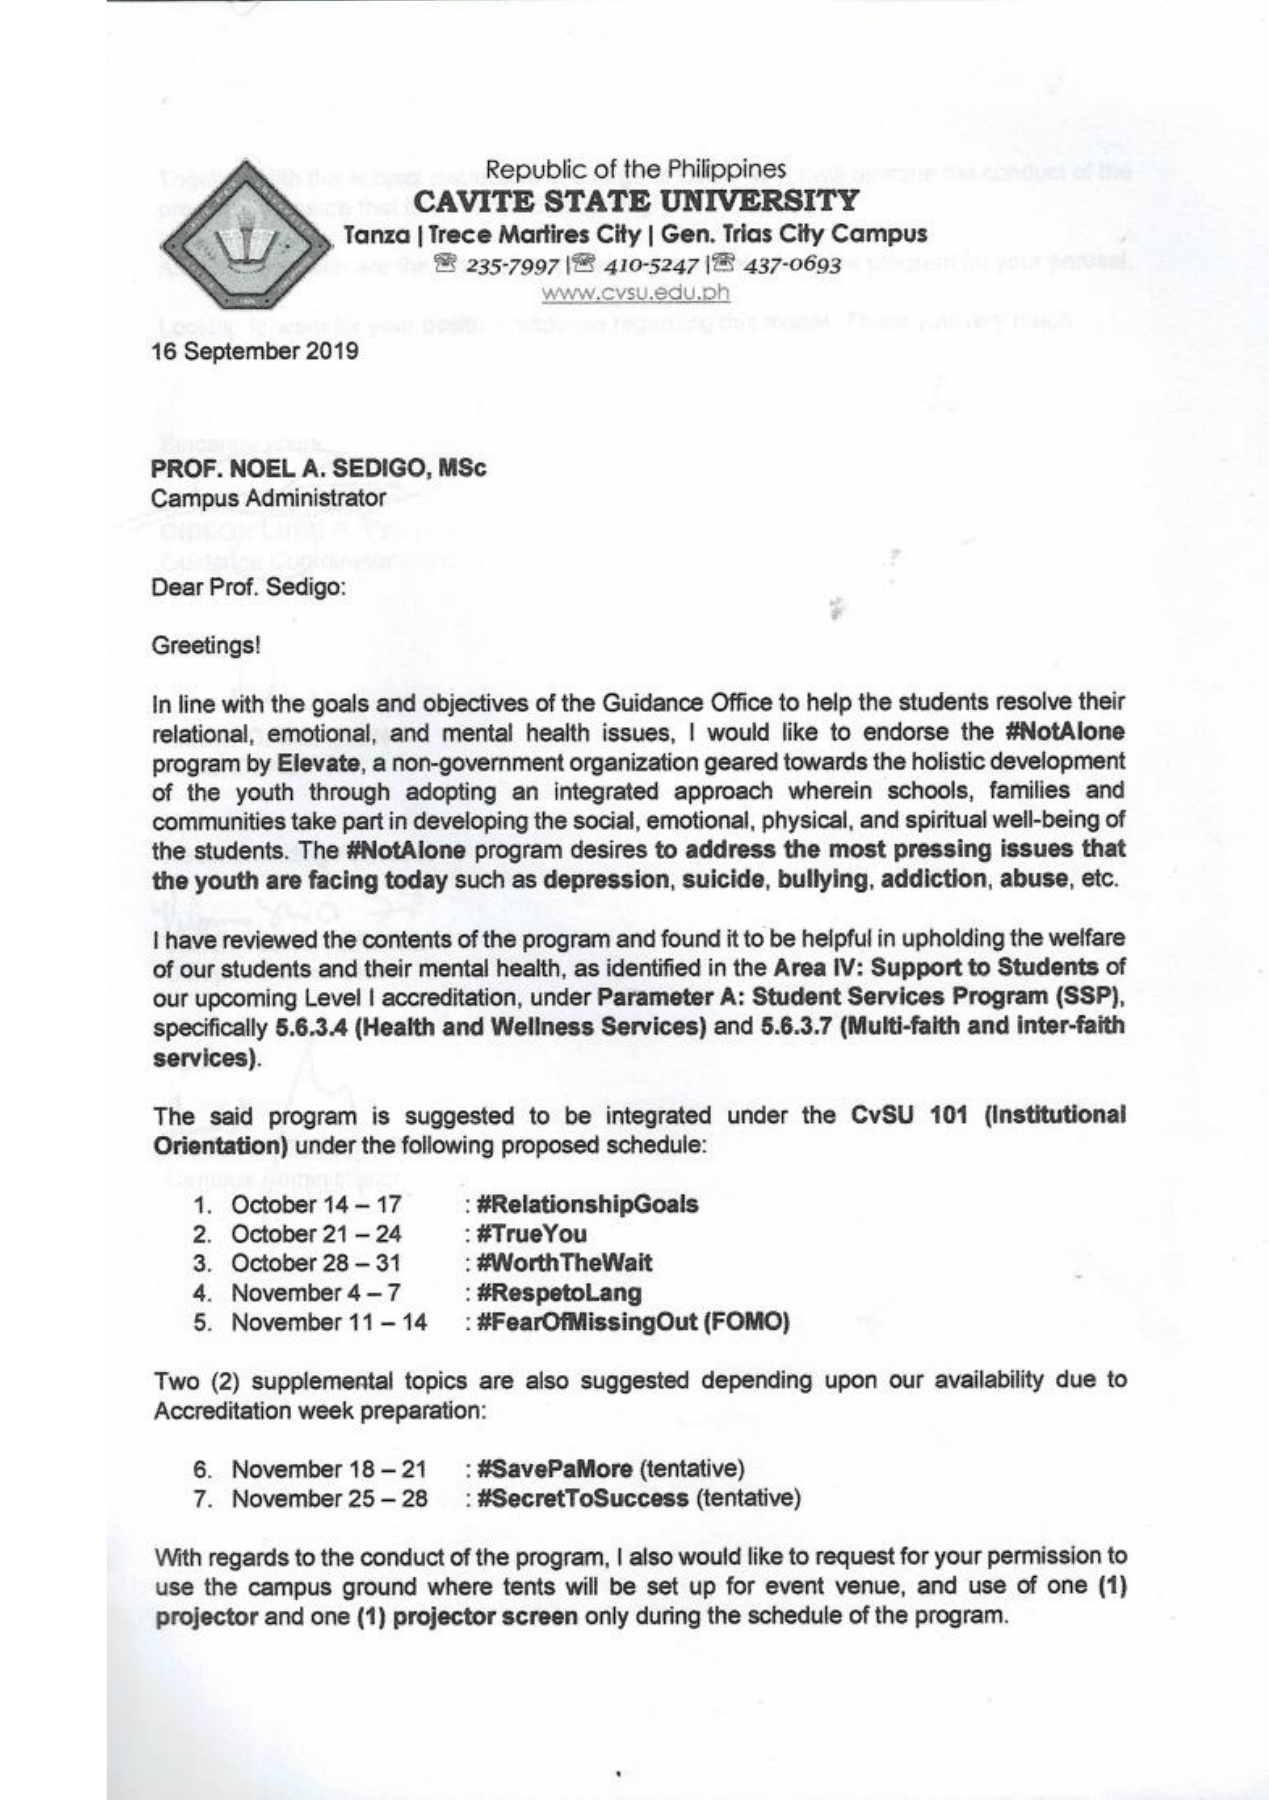 Republic of the Philippines
CAVITE STATE UNIVERSITY
Tanza | Trece Martires City | Gen. Trias City Campus
☏ 235-7997 |☏ 410-5247 |☏ 437-0693
www.cvsu.edu.ph
16 September 2019
PROF. NOEL A. SEDIGO, MSc
Campus Administrator
Dear Prof. Sedigo:
Greetings!
In line with the goals and objectives of the Guidance Office to help the students resolve their
relational, emotional, and mental health issues, I would like to endorse the #NotAlone
program by Elevate, a non-government organization geared towards the holistic development
of the youth through adopting an integrated approach wherein schools, families and
communities take part in developing the social, emotional, physical, and spiritual well-being of
the students. The #NotAlone program desires to address the most pressing issues that
the youth are facing today such as depression, suicide, bullying, addiction, abuse, etc.
I have reviewed the contents of the program and found it to be helpful in upholding the welfare
of our students and their mental health, as identified in the Area IV: Support to Students of
our upcoming Level I accreditation, under Parameter A: Student Services Program (SSP),
specifically 5.6.3.4 (Health and Wellness Services) and 5.6.3.7 (Multi-faith and inter-faith
services).
The said program is suggested to be integrated under the CvSU 101 (Institutional
Orientation) under the following proposed schedule:
1. October 14 – 17 : #RelationshipGoals
2. October 21 – 24 : #TrueYou
3. October 28 – 31 : #WorthTheWait
4. November 4 – 7 : #RespetoLang
5. November 11 – 14 : #FearOfMissingOut (FOMO)
Two (2) supplemental topics are also suggested depending upon our availability due to
Accreditation week preparation:
6. November 18 – 21 : #SavePaMore (tentative)
7. November 25 – 28 : #SecretToSuccess (tentative)
With regards to the conduct of the program, I also would like to request for your permission to
use the campus ground where tents will be set up for event venue, and use of one (1)
projector and one (1) projector screen only during the schedule of the program.